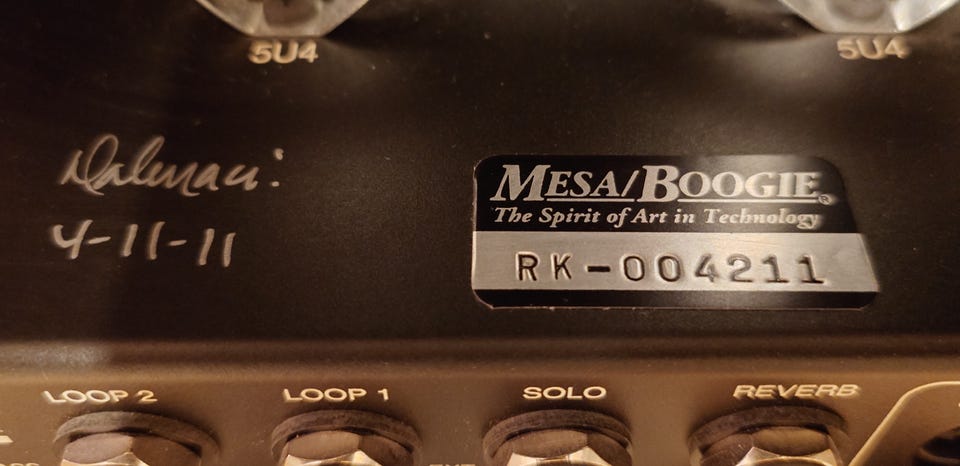 5U4
5U4
4-11-11
MESA/BOOGIE®
The Spirit of Art in Technology
RK-004211
LOOP 2
LOOP 1
SOLO
REVERB